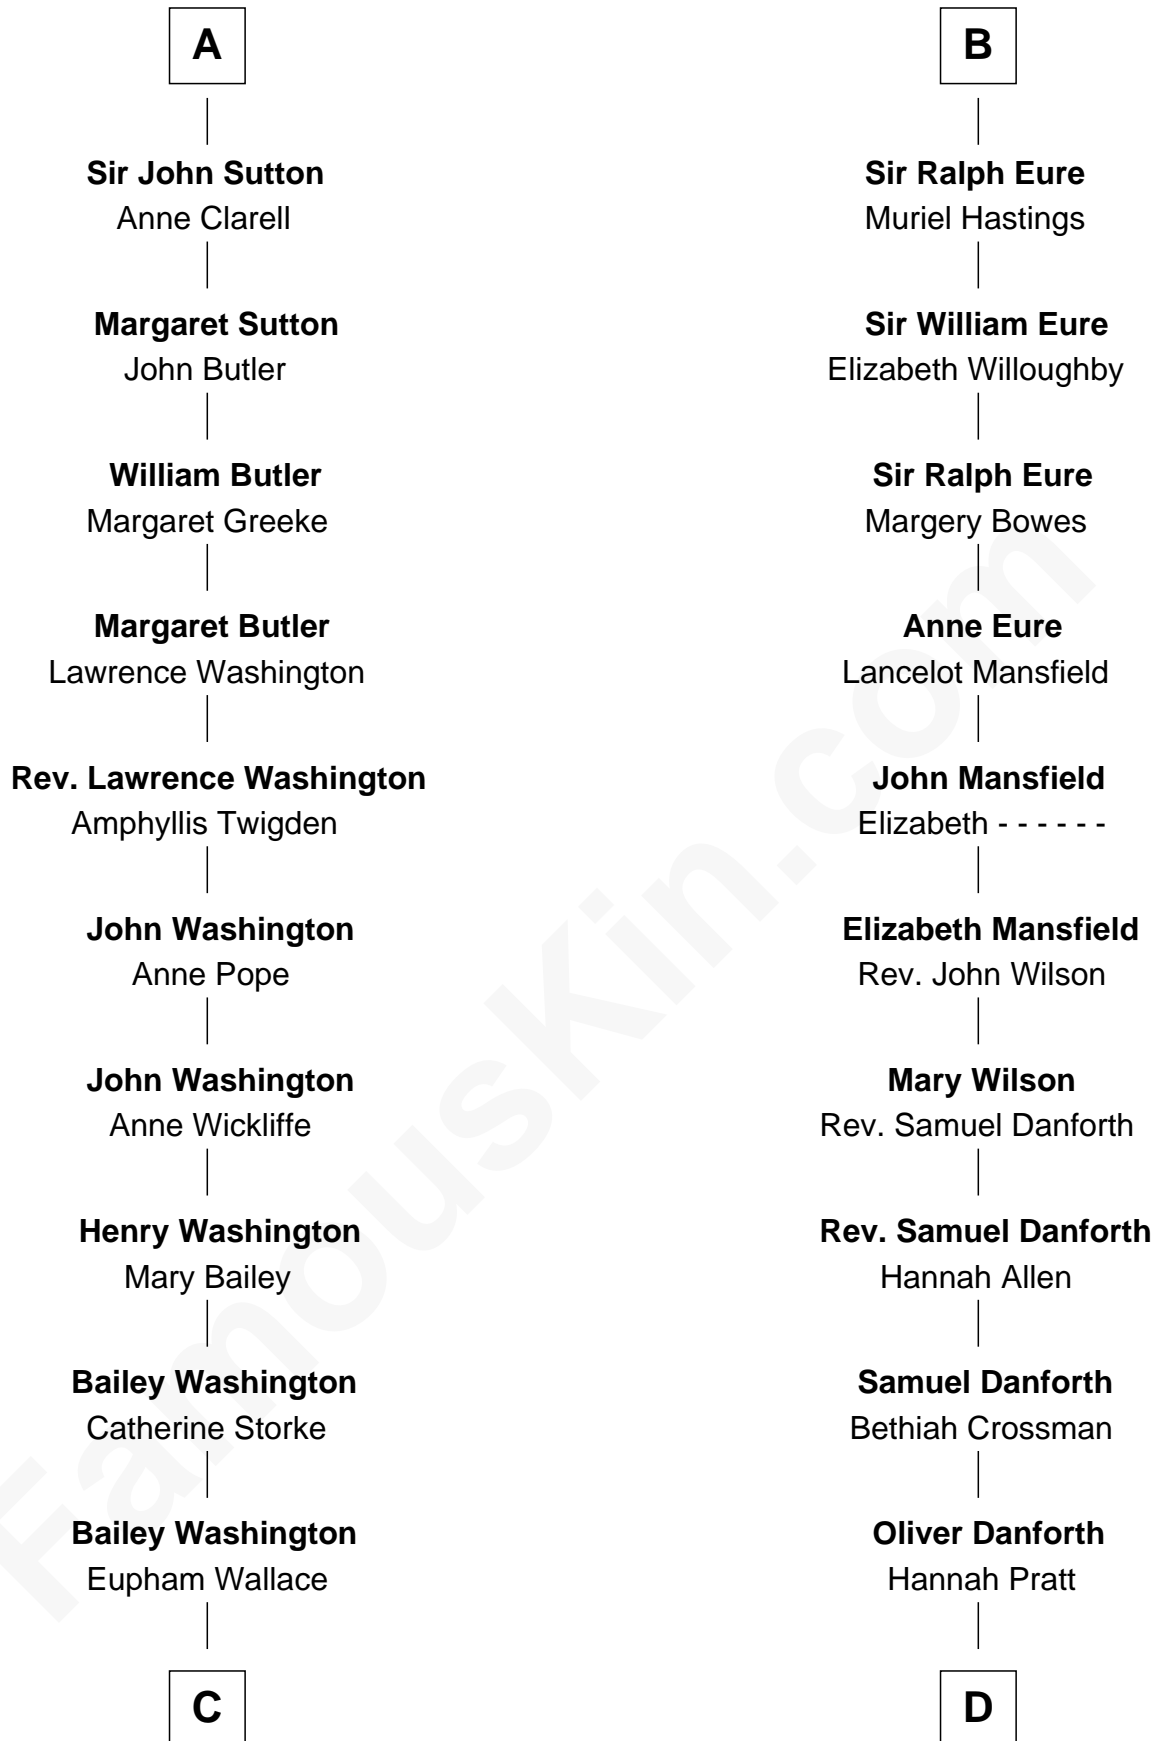 A
Sir John Sutton
Anne Clarell
Margaret Sutton
John Butler
William Butler
Margaret Greeke
Margaret Butler
Lawrence Washington
Rev. Lawrence Washington
Amphyllis Twigden
John Washington
Anne Pope
John Washington
Anne Wickliffe
Henry Washington
Mary Bailey
Bailey Washington
Catherine Storke
Bailey Washington
Eupham Wallace
C
B
Sir Ralph Eure
Muriel Hastings
Sir William Eure
Elizabeth Willoughby
Sir Ralph Eure
Margery Bowes
Anne Eure
Lancelot Mansfield
John Mansfield
Elizabeth - - - - - -
Elizabeth Mansfield
Rev. John Wilson
Mary Wilson
Rev. Samuel Danforth
Rev. Samuel Danforth
Hannah Allen
Samuel Danforth
Bethiah Crossman
Oliver Danforth
Hannah Pratt
D
FamousKin.com